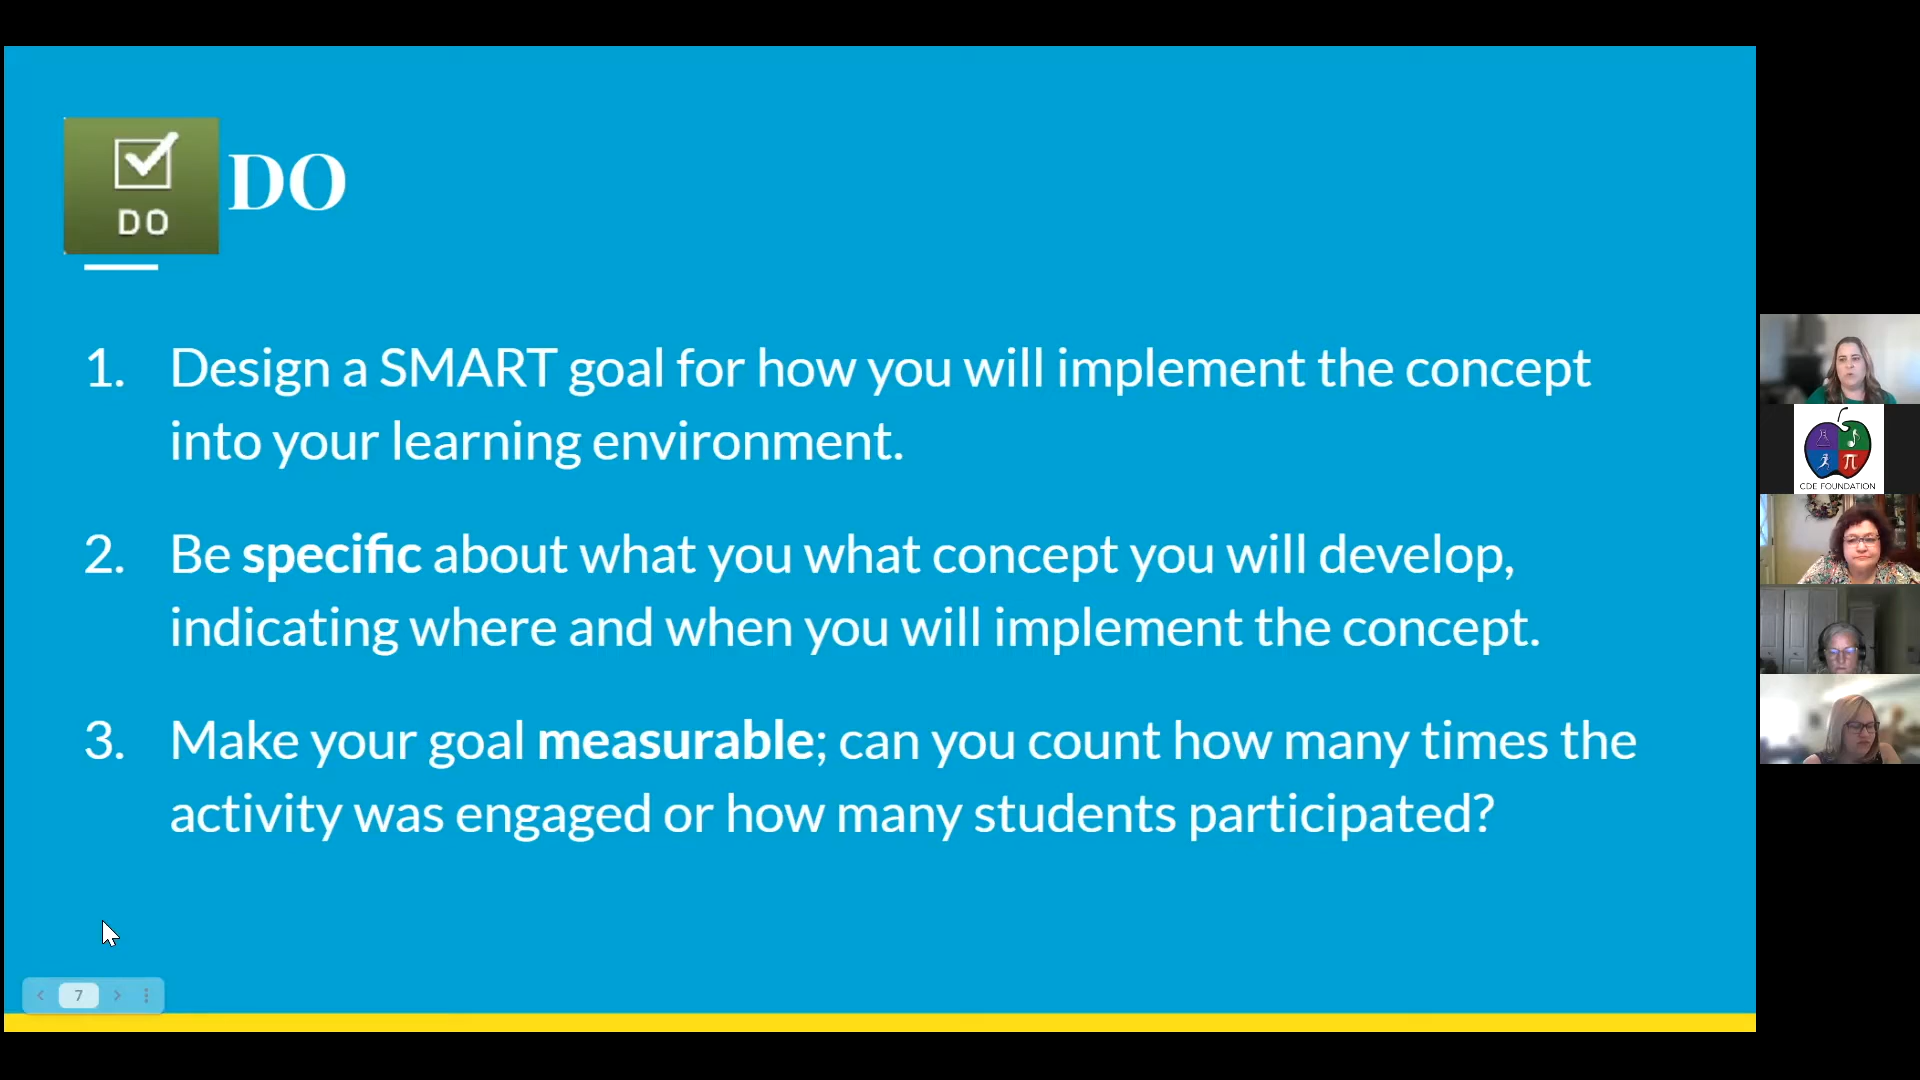 DO
DO
1. Design a SMART goal for how you will implement the concept
into your learning environment.
2. Be specific about what you what concept you will develop,
indicating where and when you will implement the concept.
3. Make your goal measurable; can you count how many times the
activity was engaged or how many students participated?
7
π
CDE FOUNDATION